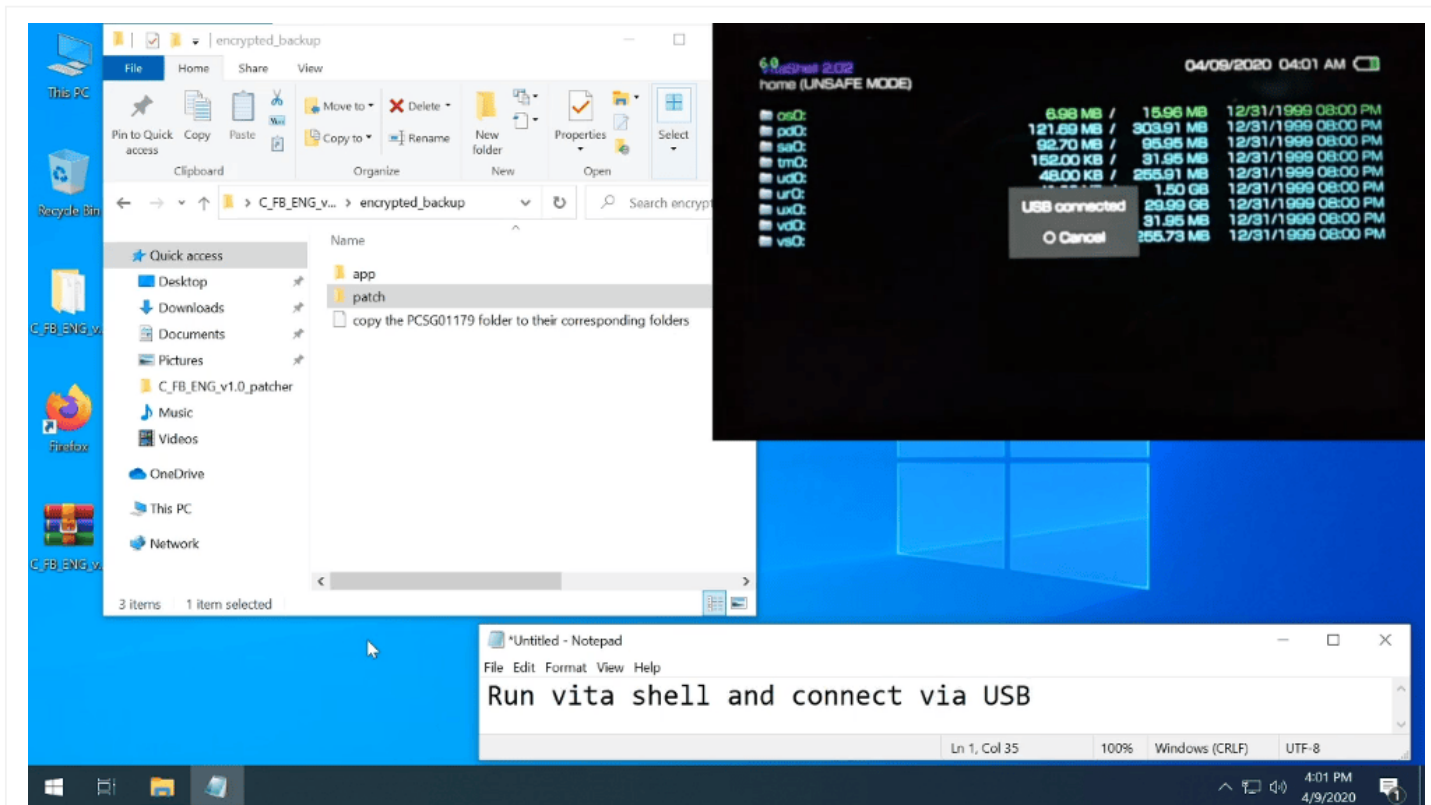 This PC
Recycle Bin
C_FB_ENG_v.
Firefox
C_FB_ENG_v.
encrypted_backup
File Home Share View
Pin to Quick access
Copy
Paste
Clipboard
Move to
Copy to
Delete
Rename
Organize
New folder
New
Properties
Open
Select
C_FB_ENG_v... > encrypted_backup
Search encrypt
Name
Quick access
Desktop
Downloads
Documents
Pictures
C_FB_ENG_v1.0_patcher
Music
Videos
OneDrive
This PC
Network
app
patch
copy the PCSG01179 folder to their corresponding folders
3 items 1 item selected
60
VitaShell 2.02
04/09/2020 04:01 AM
home (UNSAFE MODE)
os0: 6.98 MB / 15.96 MB 12/31/1999 08:00 PM
pd0: 121.69 MB / 303.91 MB 12/31/1999 08:00 PM
sa0: 92.70 MB / 95.95 MB 12/31/1999 08:00 PM
tm0: 152.00 KB / 31.95 MB 12/31/1999 08:00 PM
ud0: 48.00 KB / 255.91 MB 12/31/1999 08:00 PM
ur0: 1.50 GB 12/31/1999 08:00 PM
ux0: 29.99 GB 12/31/1999 08:00 PM
vd0: 31.95 MB 12/31/1999 08:00 PM
vs0: 255.73 MB 12/31/1999 08:00 PM
USB connected
O Cancel
*Untitled - Notepad
File Edit Format View Help
Run vita shell and connect via USB
Ln 1, Col 35 100% Windows (CRLF) UTF-8
4:01 PM
4/9/2020
1